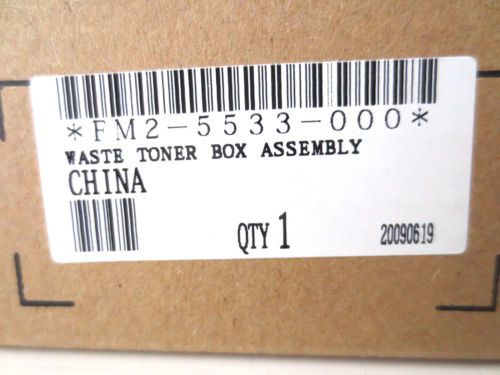 *FM2-5533-000*
WASTE TONER BOX ASSEMBLY
CHINA
QTY 1 20090619